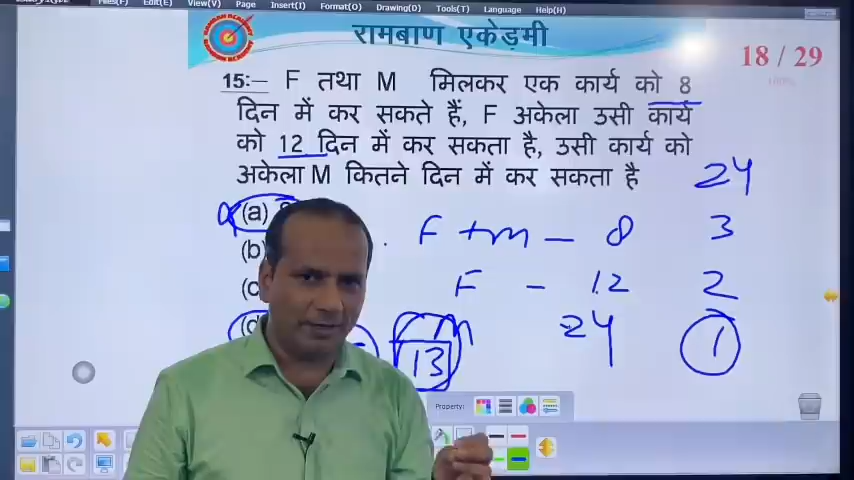 File(F) Edit(E) View(V) Page Insert(I) Format(O) Drawing(D) Tools(T) Language Help(H)
रामबाण एकेड़मी
18 / 29
100%
15:- F तथा M मिलकर एक कार्य को 8
दिन में कर सकते हैं, F अकेला उसी कार्य
को 12 दिन में कर सकता है, उसी कार्य को
अकेला M कितने दिन में कर सकता है
24
(a)
F + m - 8 3
(b)
F - 12 2
(c
(d
m 24 1
13
Property: